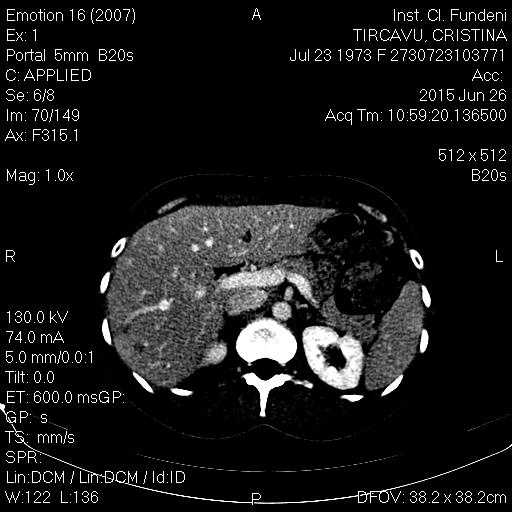 Emotion 16 (2007)
Ex: 1
Portal 5mm B20s
C: APPLIED
Se: 6/8
Im: 70/149
Ax: F315.1
Mag: 1.0x
A
Inst. Cl. Fundeni
TIRCAVU, CRISTINA
Jul 23 1973 F 2730723103771
Acc:
2015 Jun 26
Acq Tm: 10:59:20.136500
512 x 512
B20s
R
L
130.0 kV
74.0 mA
5.0 mm/0.0:1
Tilt: 0.0
ET: 600.0 msGP:
GP: s
TS: mm/s
SPR:
Lin:DCM / Lin:DCM / Id:ID
W:122 L:136
P
DFOV: 38.2 x 38.2cm